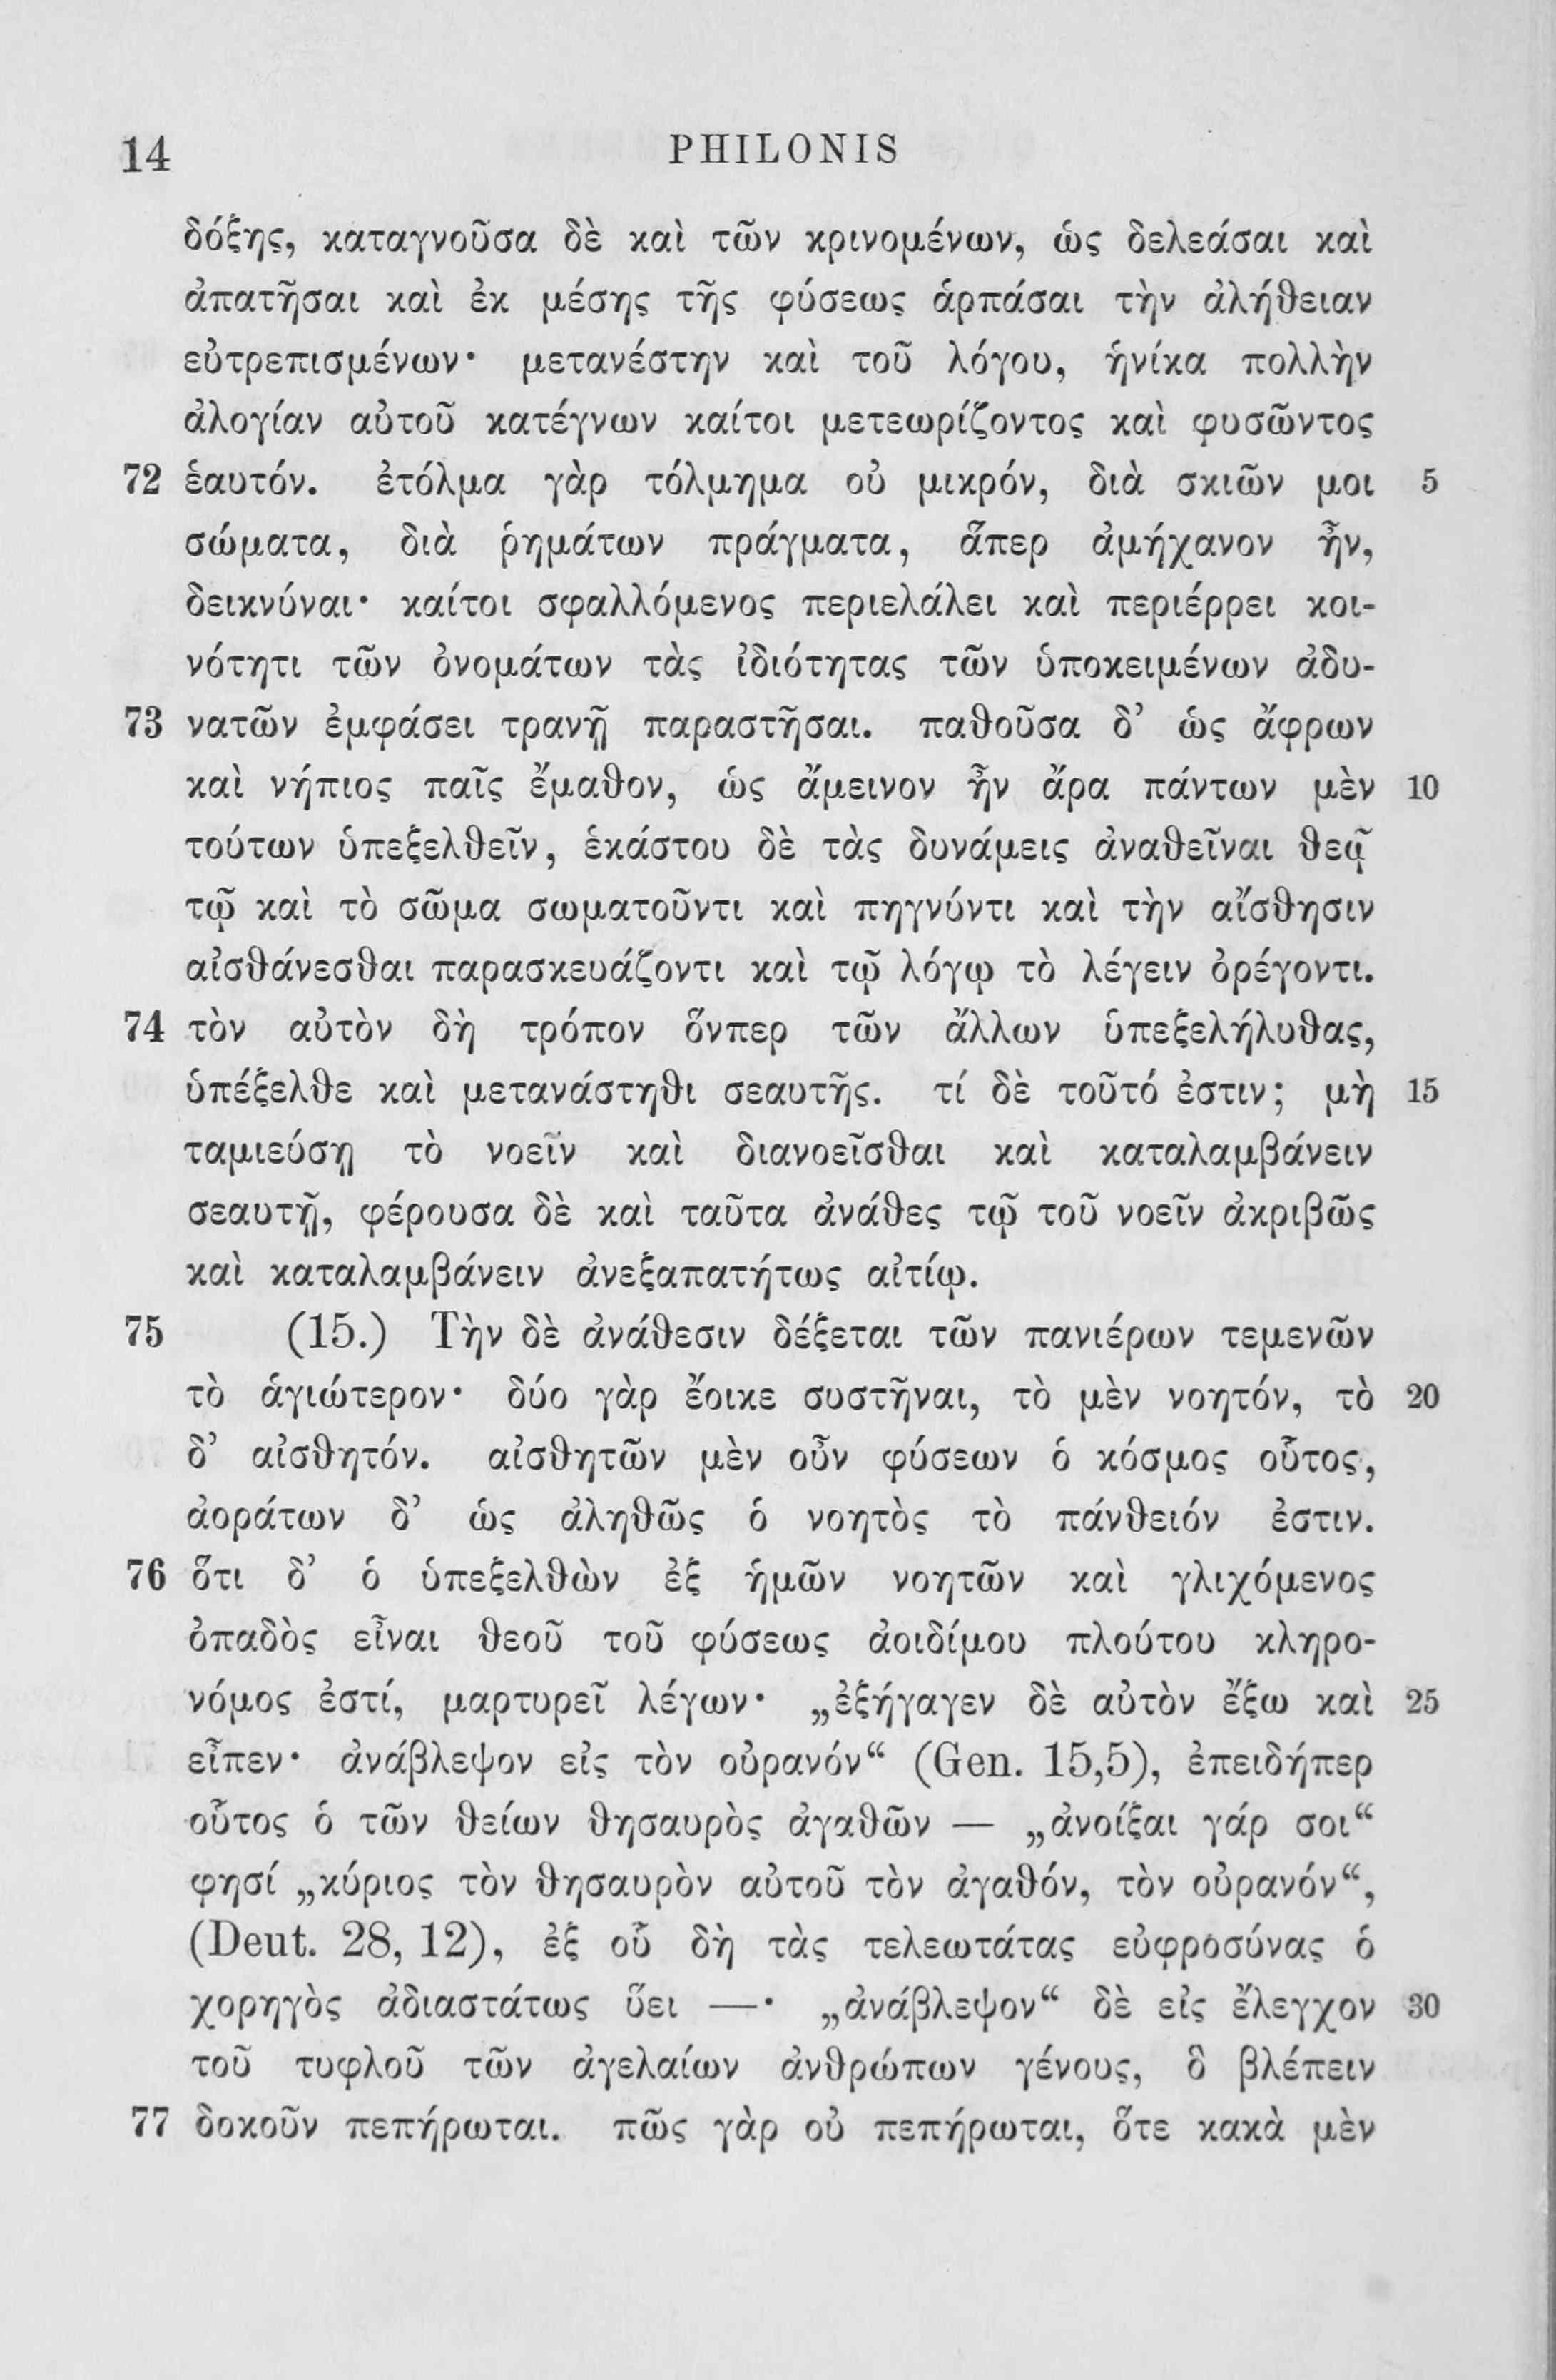 14 PHILONIS
δόξης, καταγνοῦσα δὲ καὶ τῶν κρινομένων, ὡς δελεάσαι καὶ
ἀπατῆσαι καὶ ἐκ μέσης τῆς φύσεως ἁρπάσαι τὴν ἀλήθειαν
εὐτρεπισμένων· μετανέστην καὶ τοῦ λόγου, ἡνίκα πολλὴν
ἀλογίαν αὐτοῦ κατέγνων καίτοι μετεωρίζοντος καὶ φυσῶντος
72 ἑαυτόν. ἐτόλμα γὰρ τόλμημα οὐ μικρόν, διὰ σκιῶν μοι 5
σώματα, διὰ ῥημάτων πράγματα, ἅπερ ἀμήχανον ἦν,
δεικνύναι· καίτοι σφαλλόμενος περιελάλει καὶ περιέρρει κοι-
νότητι τῶν ὀνομάτων τὰς ἰδιότητας τῶν ὑποκειμένων ἀδυ-
73 νατῶν ἐμφάσει τρανῇ παραστῆσαι. παθοῦσα δ’ ὡς ἄφρων
καὶ νήπιος παῖς ἔμαθον, ὡς ἄμεινον ἦν ἄρα πάντων μὲν 10
τούτων ὑπεξελθεῖν, ἑκάστου δὲ τὰς δυνάμεις ἀναθεῖναι θεῷ
τῷ καὶ τὸ σῶμα σωματοῦντι καὶ πηγνύντι καὶ τὴν αἴσθησιν
αἰσθάνεσθαι παρασκευάζοντι καὶ τῷ λόγῳ τὸ λέγειν ὀρέγοντι.
74 τὸν αὐτὸν δὴ τρόπον ὅνπερ τῶν ἄλλων ὑπεξελήλυθας,
ὑπέξελθε καὶ μετανάστηθι σεαυτῆς. τί δὲ τοῦτό ἐστιν; μὴ 15
ταμιεύσῃ τὸ νοεῖν καὶ διανοεῖσθαι καὶ καταλαμβάνειν
σεαυτῇ, φέρουσα δὲ καὶ ταῦτα ἀνάθες τῷ τοῦ νοεῖν ἀκριβῶς
καὶ καταλαμβάνειν ἀνεξαπατήτως αἰτίῳ.
75 (15.) Τὴν δὲ ἀνάθεσιν δέξεται τῶν πανιέρων τεμενῶν
τὸ ἁγιώτερον· δύο γὰρ ἔοικε συστῆναι, τὸ μὲν νοητόν, τὸ 20
δ’ αἰσθητόν. αἰσθητῶν μὲν οὖν φύσεων ὁ κόσμος οὗτος,
ἀοράτων δ’ ὡς ἀληθῶς ὁ νοητὸς τὸ πάνθειόν ἐστιν.
76 ὅτι δ’ ὁ ὑπεξελθὼν ἐξ ἡμῶν νοητῶν καὶ γλιχόμενος
ὀπαδὸς εἶναι θεοῦ τοῦ φύσεως ἀοιδίμου πλούτου κληρο-
νόμος ἐστί, μαρτυρεῖ λέγων· „ἐξήγαγεν δὲ αὐτὸν ἔξω καὶ 25
εἶπεν· ἀνάβλεψον εἰς τὸν οὐρανόν“ (Gen. 15,5), ἐπειδήπερ
οὗτος ὁ τῶν θείων θησαυρὸς ἀγαθῶν — „ἀνοίξαι γάρ σοι“
φησί „κύριος τὸν θησαυρὸν αὐτοῦ τὸν ἀγαθόν, τὸν οὐρανόν“,
(Deut. 28, 12), ἐξ οὗ δὴ τὰς τελεωτάτας εὐφροσύνας ὁ
χορηγὸς ἀδιαστάτως ὕει —· „ἀνάβλεψον“ δὲ εἰς ἔλεγχον 30
τοῦ τυφλοῦ τῶν ἀγελαίων ἀνθρώπων γένους, ὃ βλέπειν
77 δοκοῦν πεπήρωται. πῶς γὰρ οὐ πεπήρωται, ὅτε κακὰ μὲν